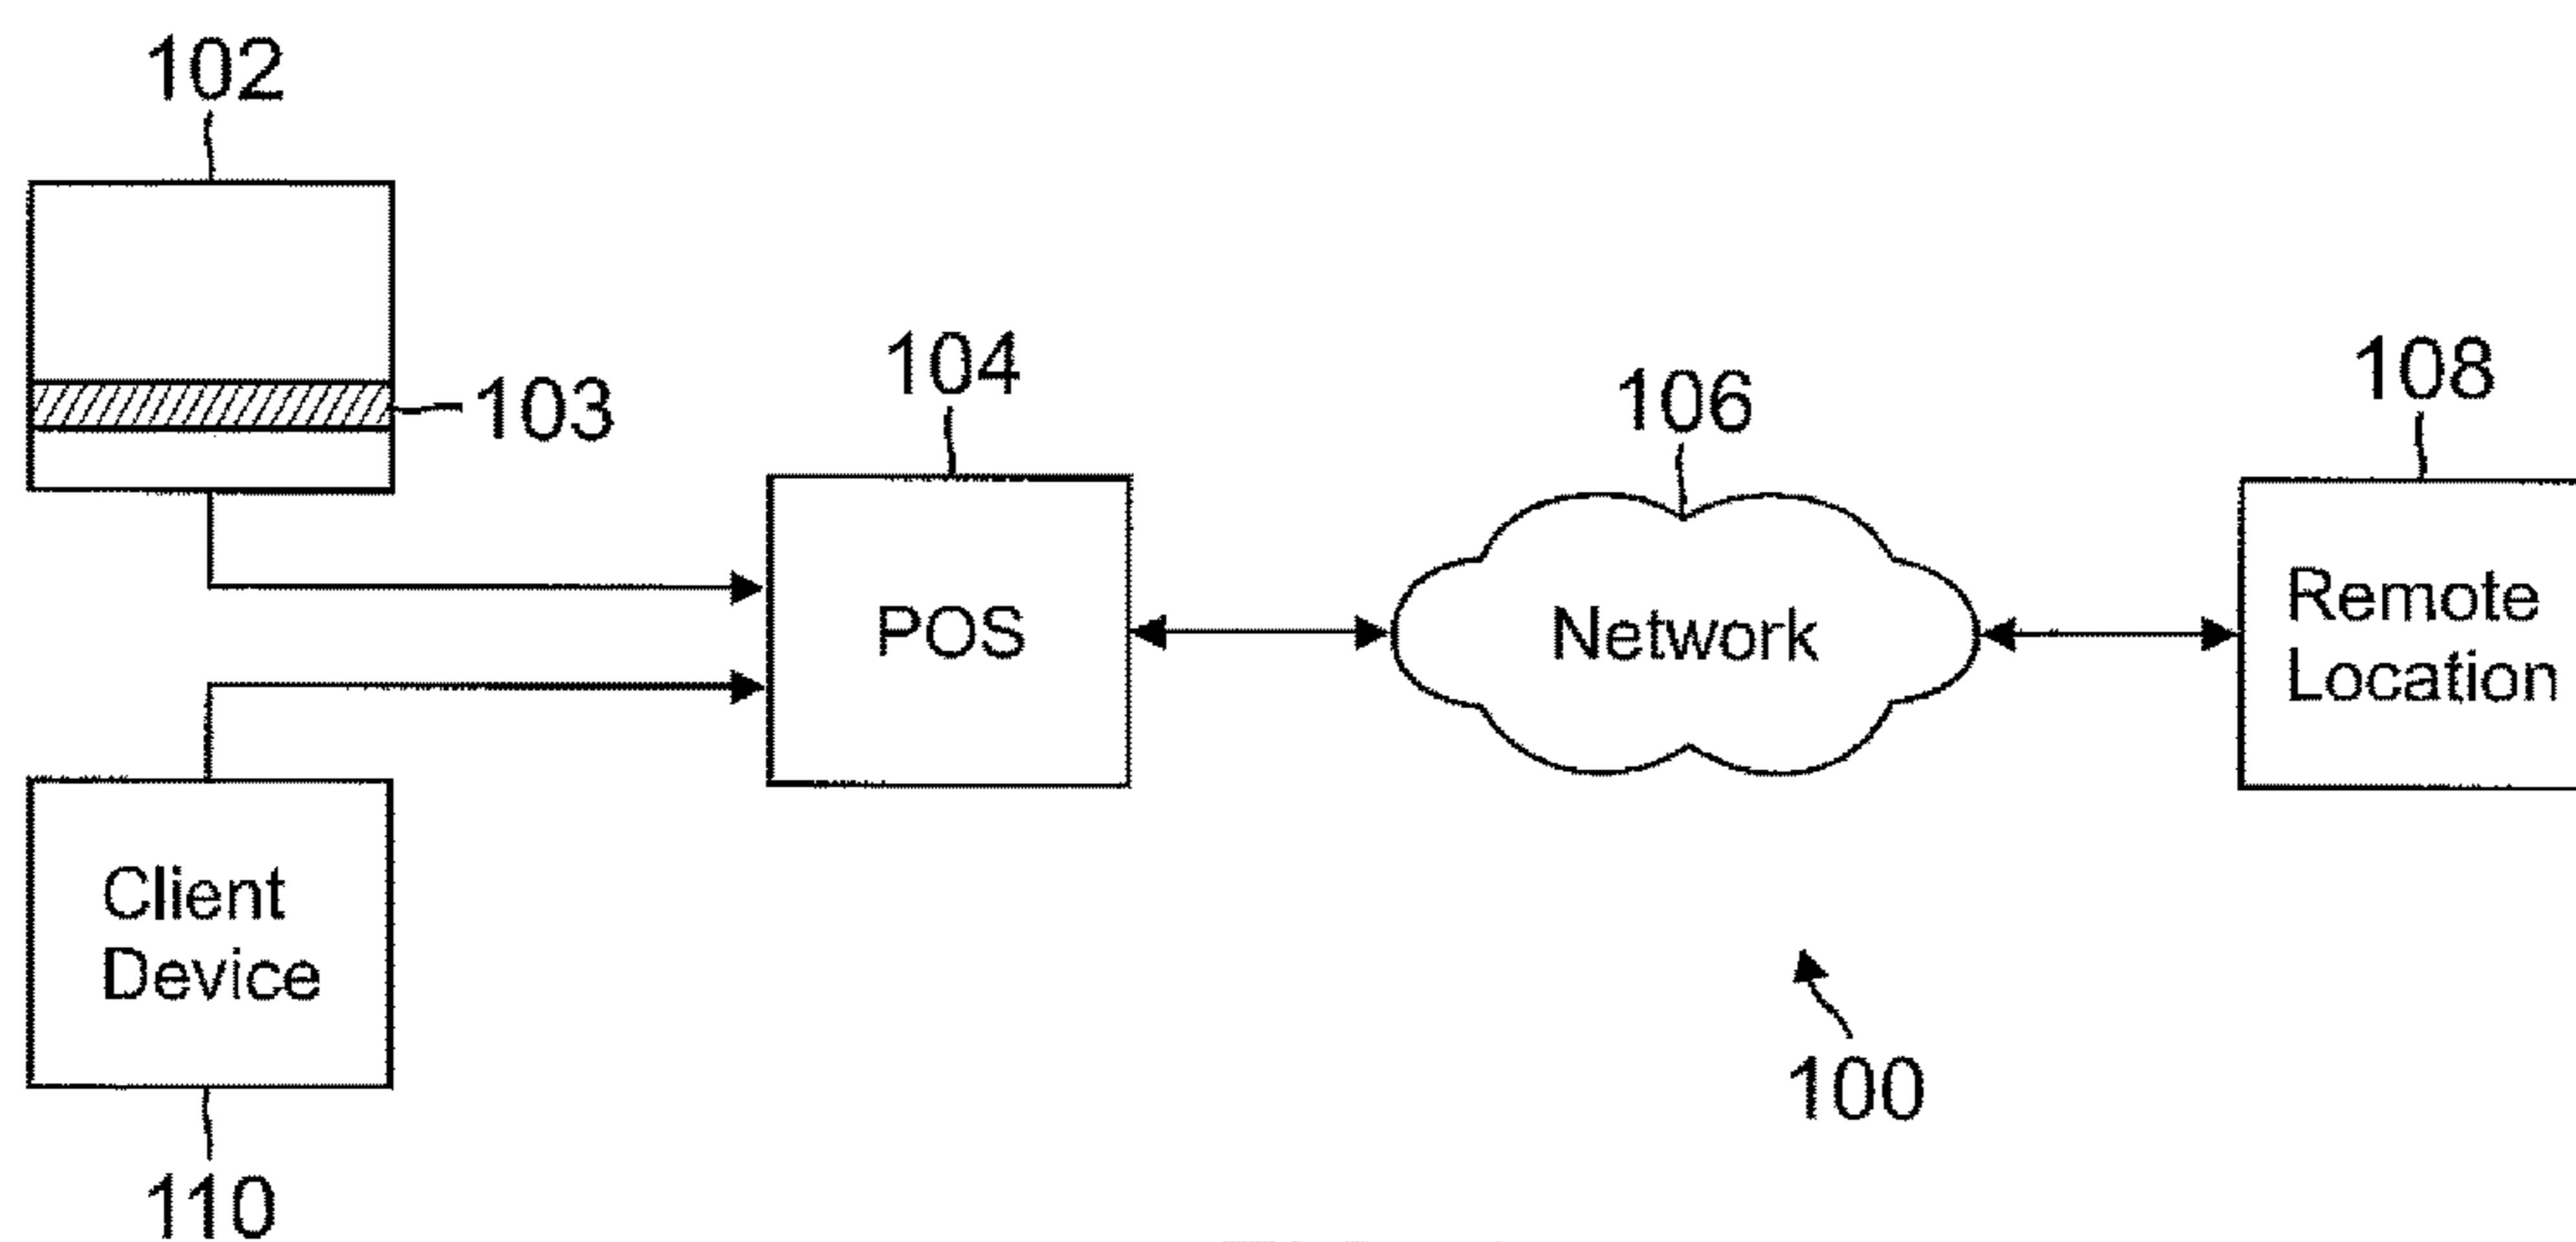 102
103
104
POS
106
Network
108
Remote
Location
Client
Device
110
100